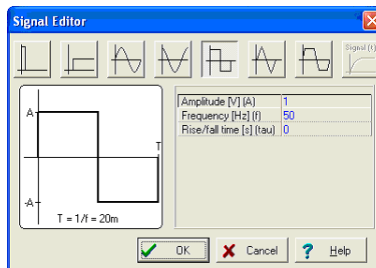 Signal Editor
Signal (t)
A
T
-A
T = 1/f = 20m
Amplitude [V] (A) 1
Frequency [Hz] (f) 50
Rise/fall time [s] (tau) 0
OK
Cancel
? Help